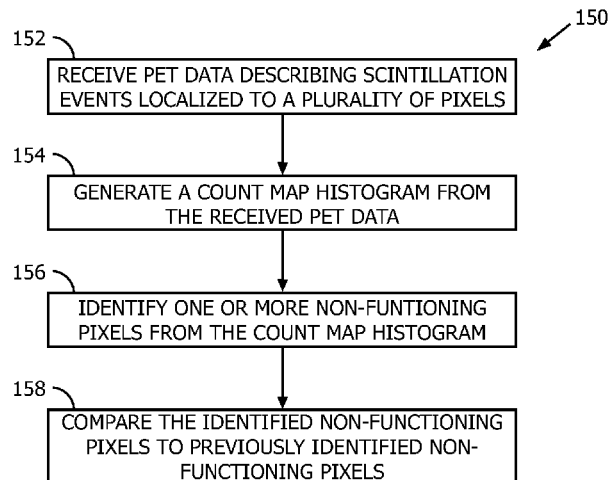 150
152
RECEIVE PET DATA DESCRIBING SCINTILLATION
EVENTS LOCALIZED TO A PLURALITY OF PIXELS
154
GENERATE A COUNT MAP HISTOGRAM FROM
THE RECEIVED PET DATA
156
IDENTIFY ONE OR MORE NON-FUNTIONING
PIXELS FROM THE COUNT MAP HISTOGRAM
158
COMPARE THE IDENTIFIED NON-FUNCTIONING
PIXELS TO PREVIOUSLY IDENTIFIED NON-
FUNCTIONING PIXELS